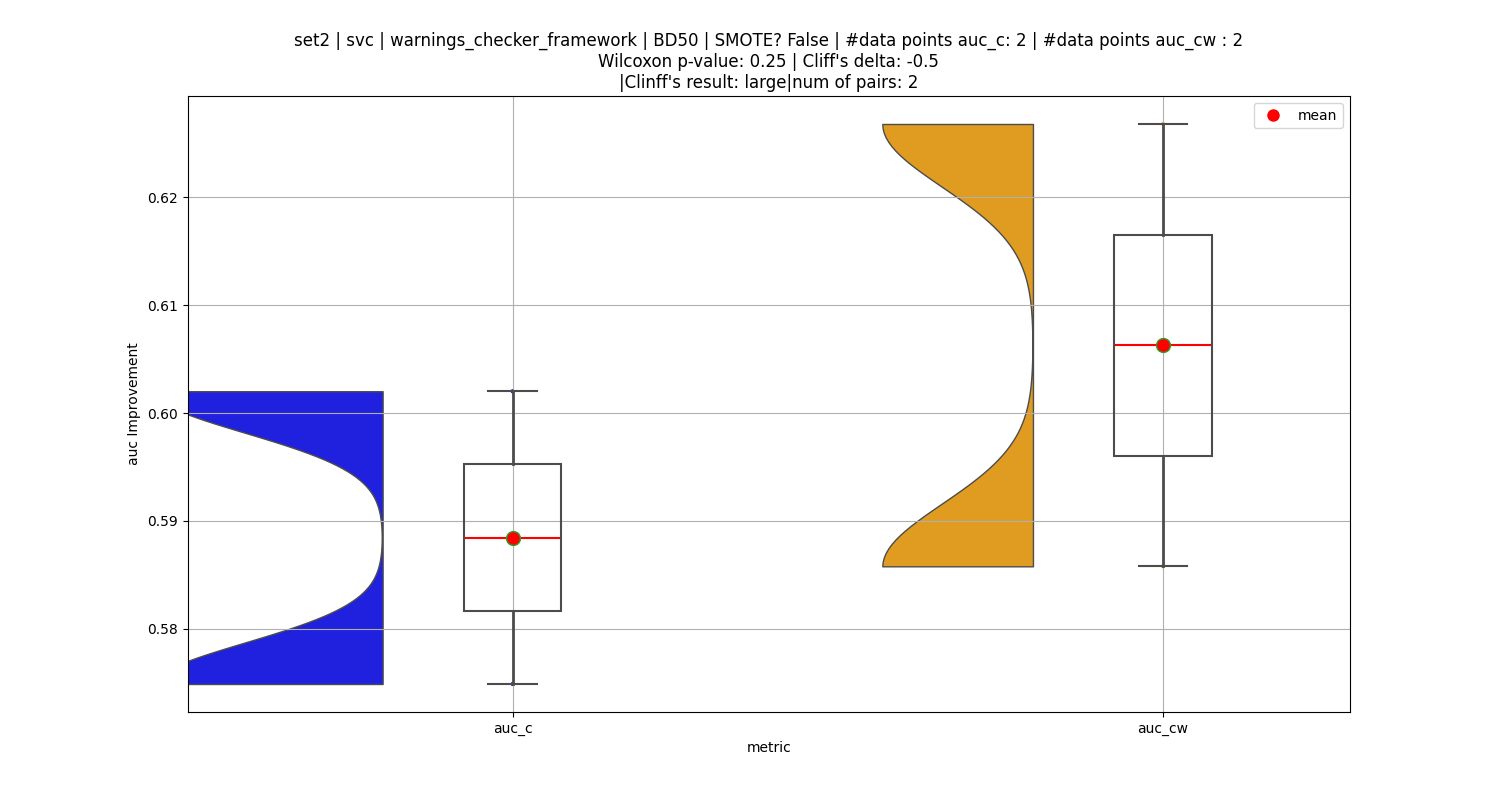 set2 | svc | warnings_checker_framework | BD50 | SMOTE? False | #data points auc_c: 2 | #data points auc_cw : 2
Wilcoxon p-value: 0.25 | Cliff's delta: -0.5
|Clinff's result: large|num of pairs: 2
mean
0.62
0.61
0.60
0.59
0.58
auc Improvement
auc_c
auc_cw
metric